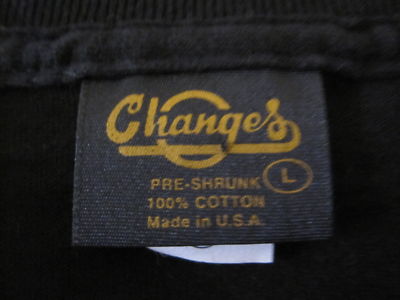 Changes
PRE-SHRUNK L
100% COTTON
Made in U.S.A.